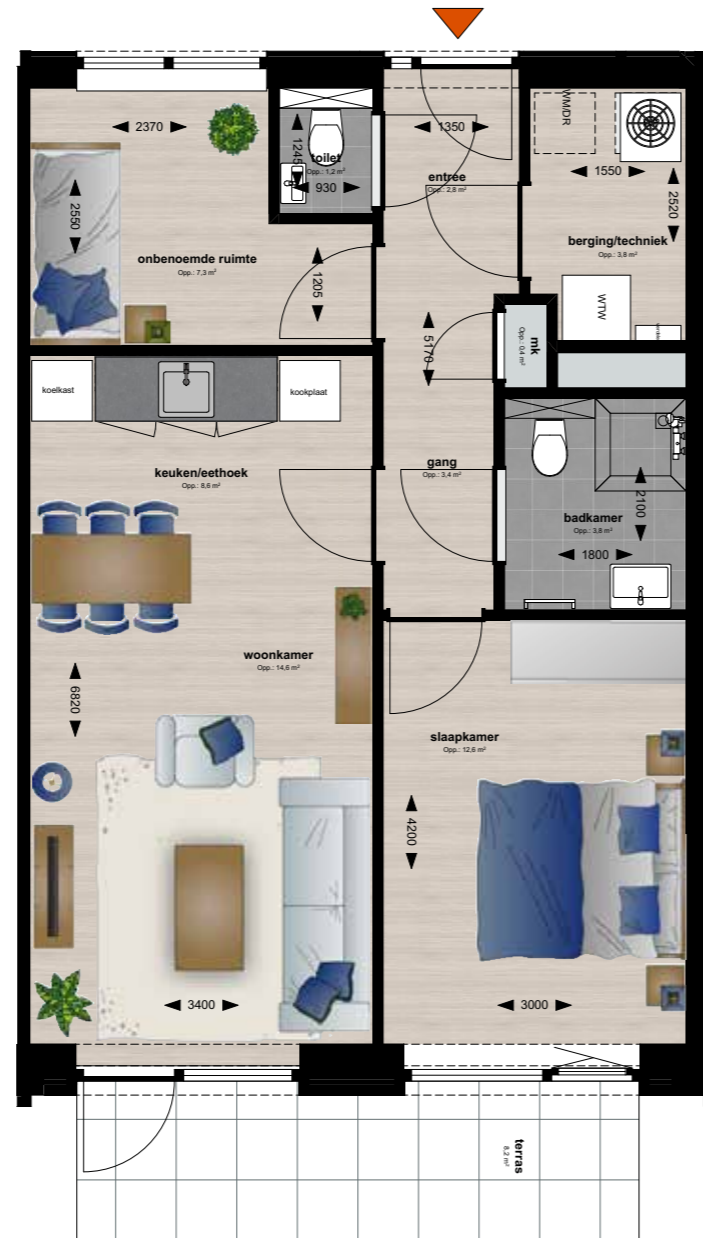 WM/DR
2370
1245
toilet
Opp.: 1,2 m²
930
1350
entree
Opp.: 2,8 m²
1550
2520
2550
onbenoemde ruimte
Opp.: 7,3 m²
1205
berging/techniek
Opp.: 3,8 m²
WTW
5170
mk
Opp.: 0,4 m²
koelkast
kookplaat
keuken/eethoek
Opp.: 8,6 m²
gang
Opp.: 3,4 m²
2100
badkamer
Opp.: 3,8 m²
1800
woonkamer
Opp.: 14,6 m²
6820
slaapkamer
Opp.: 12,6 m²
4200
3400
3000
terras
8.2 m²